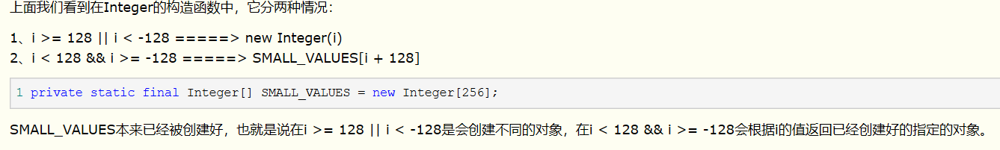 上面我们看到在Integer的构造函数中，它分两种情况：
1、i >= 128 || i < -128 =====> new Integer(i)
2、i < 128 && i >= -128 =====> SMALL_VALUES[i + 128]
1 private static final Integer[] SMALL_VALUES = new Integer[256];
SMALL_VALUES本来已经被创建好，也就是说在i >= 128 || i < -128是会创建不同的对象，在i < 128 && i >= -128会根据i的值返回已经创建好的指定的对象。